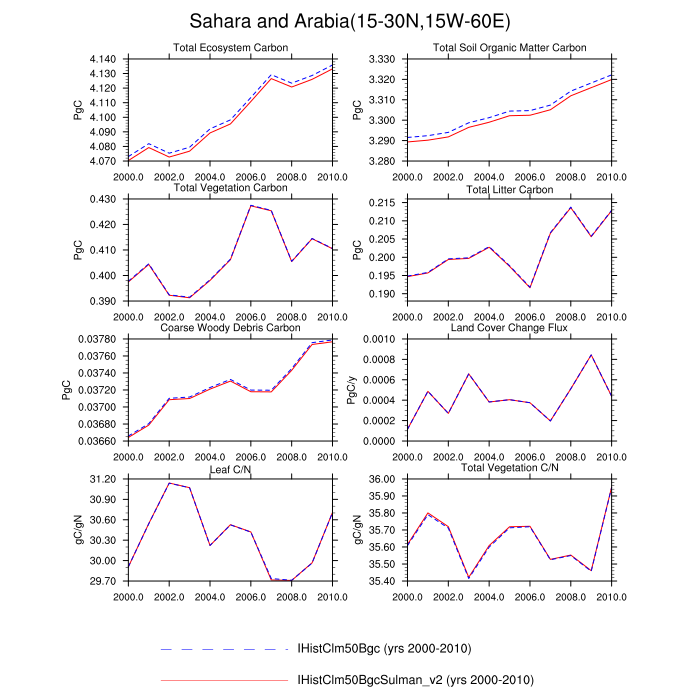 Sahara and Arabia(15-30N,15W-60E)
Total Ecosystem Carbon
PgC
4.140
4.130
4.120
4.110
4.100
4.090
4.080
4.070
2000.0 2002.0 2004.0 2006.0 2008.0 2010.0
Total Soil Organic Matter Carbon
PgC
3.330
3.320
3.310
3.300
3.290
3.280
2000.0 2002.0 2004.0 2006.0 2008.0 2010.0
Total Vegetation Carbon
PgC
0.430
0.420
0.410
0.400
0.390
2000.0 2002.0 2004.0 2006.0 2008.0 2010.0
Total Litter Carbon
PgC
0.215
0.210
0.205
0.200
0.195
0.190
2000.0 2002.0 2004.0 2006.0 2008.0 2010.0
Coarse Woody Debris Carbon
PgC
0.03780
0.03760
0.03740
0.03720
0.03700
0.03680
0.03660
2000.0 2002.0 2004.0 2006.0 2008.0 2010.0
Land Cover Change Flux
PgC/y
0.0010
0.0008
0.0006
0.0004
0.0002
0.0000
2000.0 2002.0 2004.0 2006.0 2008.0 2010.0
Leaf C/N
gC/gN
31.20
30.90
30.60
30.30
30.00
29.70
2000.0 2002.0 2004.0 2006.0 2008.0 2010.0
Total Vegetation C/N
gC/gN
36.00
35.90
35.80
35.70
35.60
35.50
35.40
2000.0 2002.0 2004.0 2006.0 2008.0 2010.0
IHistClm50Bgc (yrs 2000-2010)
IHistClm50BgcSulman_v2 (yrs 2000-2010)